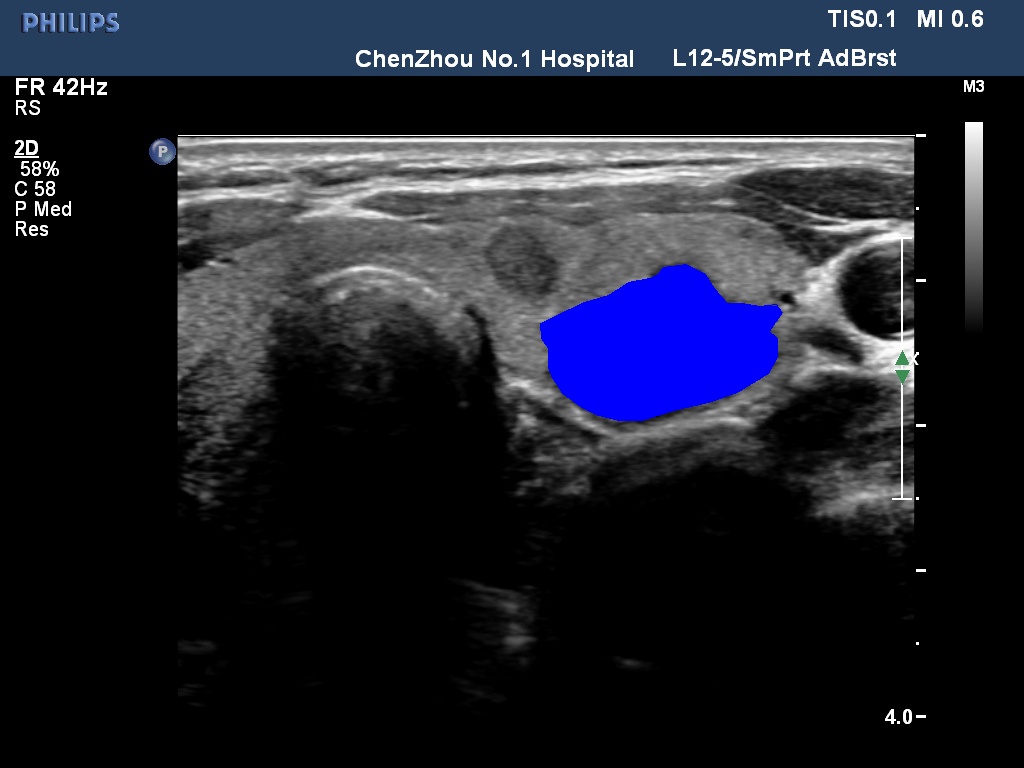 PHILIPS
TIS0.1 MI 0.6
ChenZhou No.1 Hospital L12-5/SmPrt AdBrst
FR 42Hz
RS
M3
2D
58%
C 58
P Med
Res
P
X
4.0